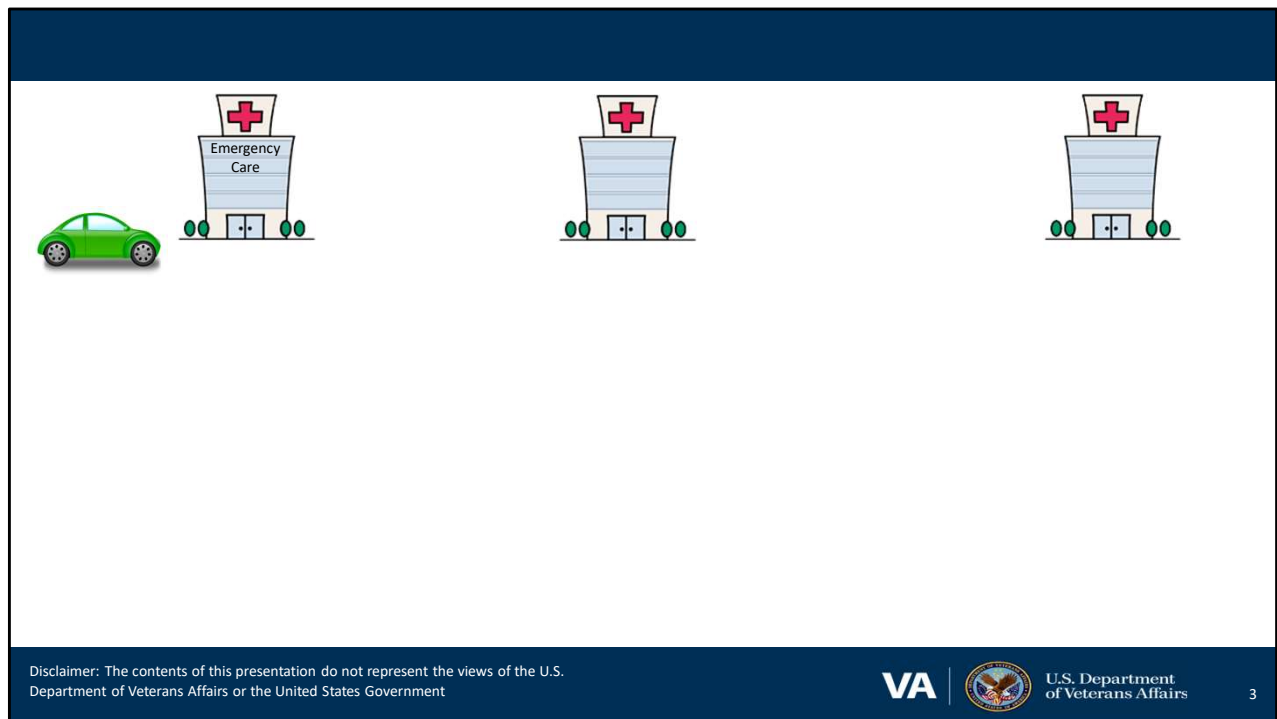 Emergency
Care
Disclaimer: The contents of this presentation do not represent the views of the U.S.
Department of Veterans Affairs or the United States Government
VA
U.S. Department
of Veterans Affairs
3